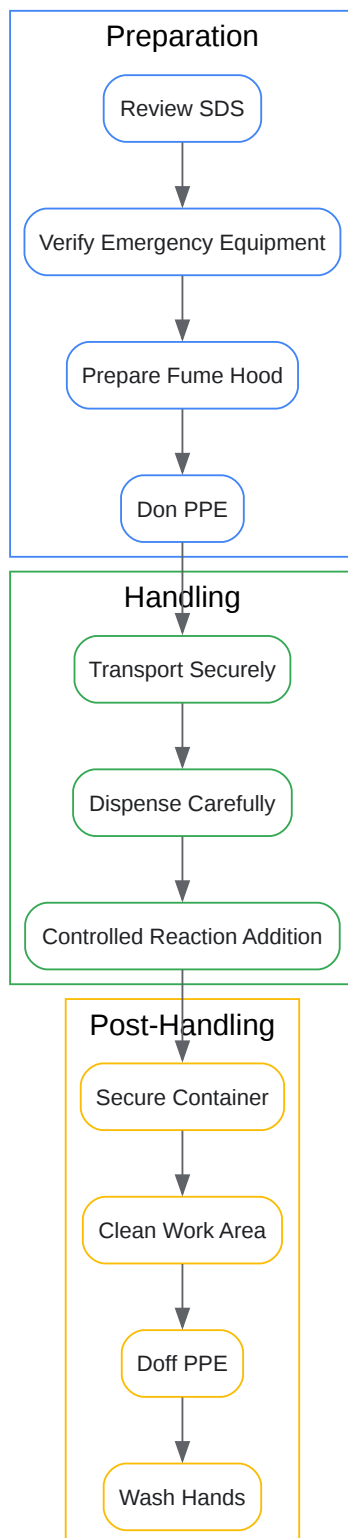 Preparation
Review SDS
Verify Emergency Equipment
Prepare Fume Hood
Don PPE
Handling
Transport Securely
Dispense Carefully
Controlled Reaction Addition
Post-Handling
Secure Container
Clean Work Area
Doff PPE
Wash Hands